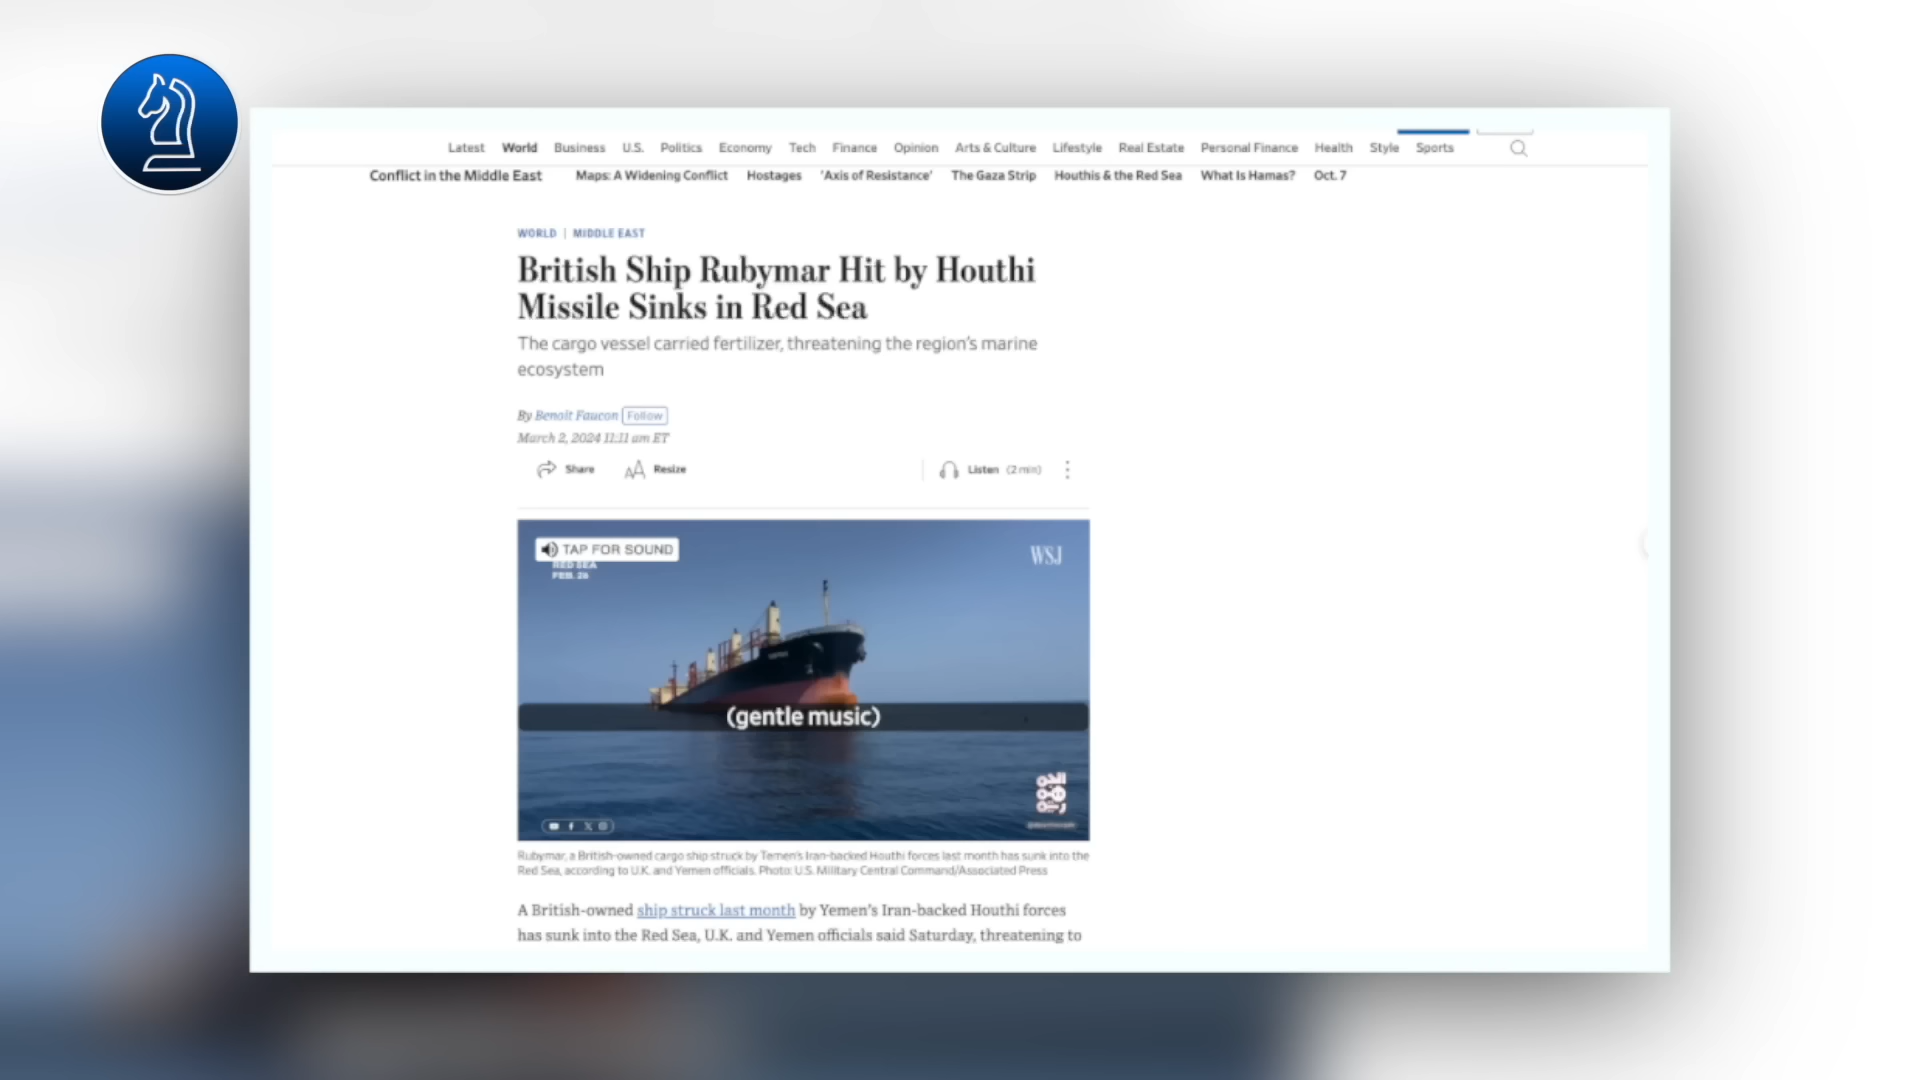 Latest World Business U.S. Politics Economy Tech Finance Opinion Arts & Culture Lifestyle Real Estate Personal Finance Health Style Sports
Conflict in the Middle East Maps: A Widening Conflict Hostages 'Axis of Resistance' The Gaza Strip Houthis & the Red Sea What Is Hamas? Oct. 7
WORLD | MIDDLE EAST
British Ship Rubymar Hit by Houthi
Missile Sinks in Red Sea
The cargo vessel carried fertilizer, threatening the region's marine
ecosystem
By Benoit Faucon Follow
March 2, 2024 11:11 am ET
Share AA Resize Listen (2 min)
TAP FOR SOUND
WSJ
RED SEA
FEB. 26
(gentle music)
Rubymar, a British-owned cargo ship struck by Yemen's Iran-backed Houthi forces last month has sunk into the
Red Sea, according to U.K. and Yemen officials. Photo: U.S. Military Central Command/Associated Press
A British-owned ship struck last month by Yemen's Iran-backed Houthi forces
has sunk into the Red Sea, U.K. and Yemen officials said Saturday, threatening to